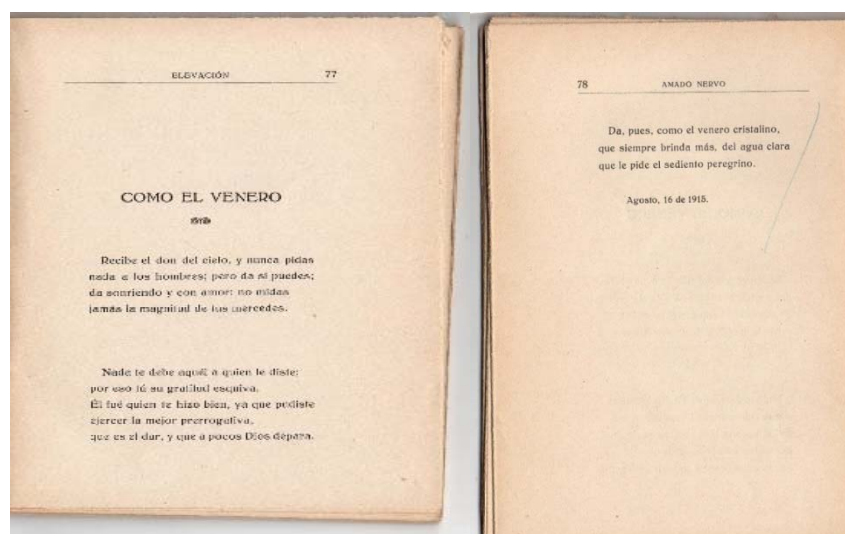 ELEVACIÓN 77
COMO EL VENERO
Recibe el don del cielo, y nunca pidas
nada a los hombres; pero da si puedes;
da sonriendo y con amor; no midas
jamás la magnitud de tus mercedes.
Nada te debe aquél a quien le diste;
por eso tú su gratitud esquiva.
Él fué quien te hizo bien, ya que pudiste
ejercer la mejor prerrogativa,
que es el dar, y que a pocos Dios depara.
78 AMADO NERVO
Da, pues, como el venero cristalino,
que siempre brinda más, del agua clara
que le pide el sediento peregrino.
Agosto, 16 de 1915.